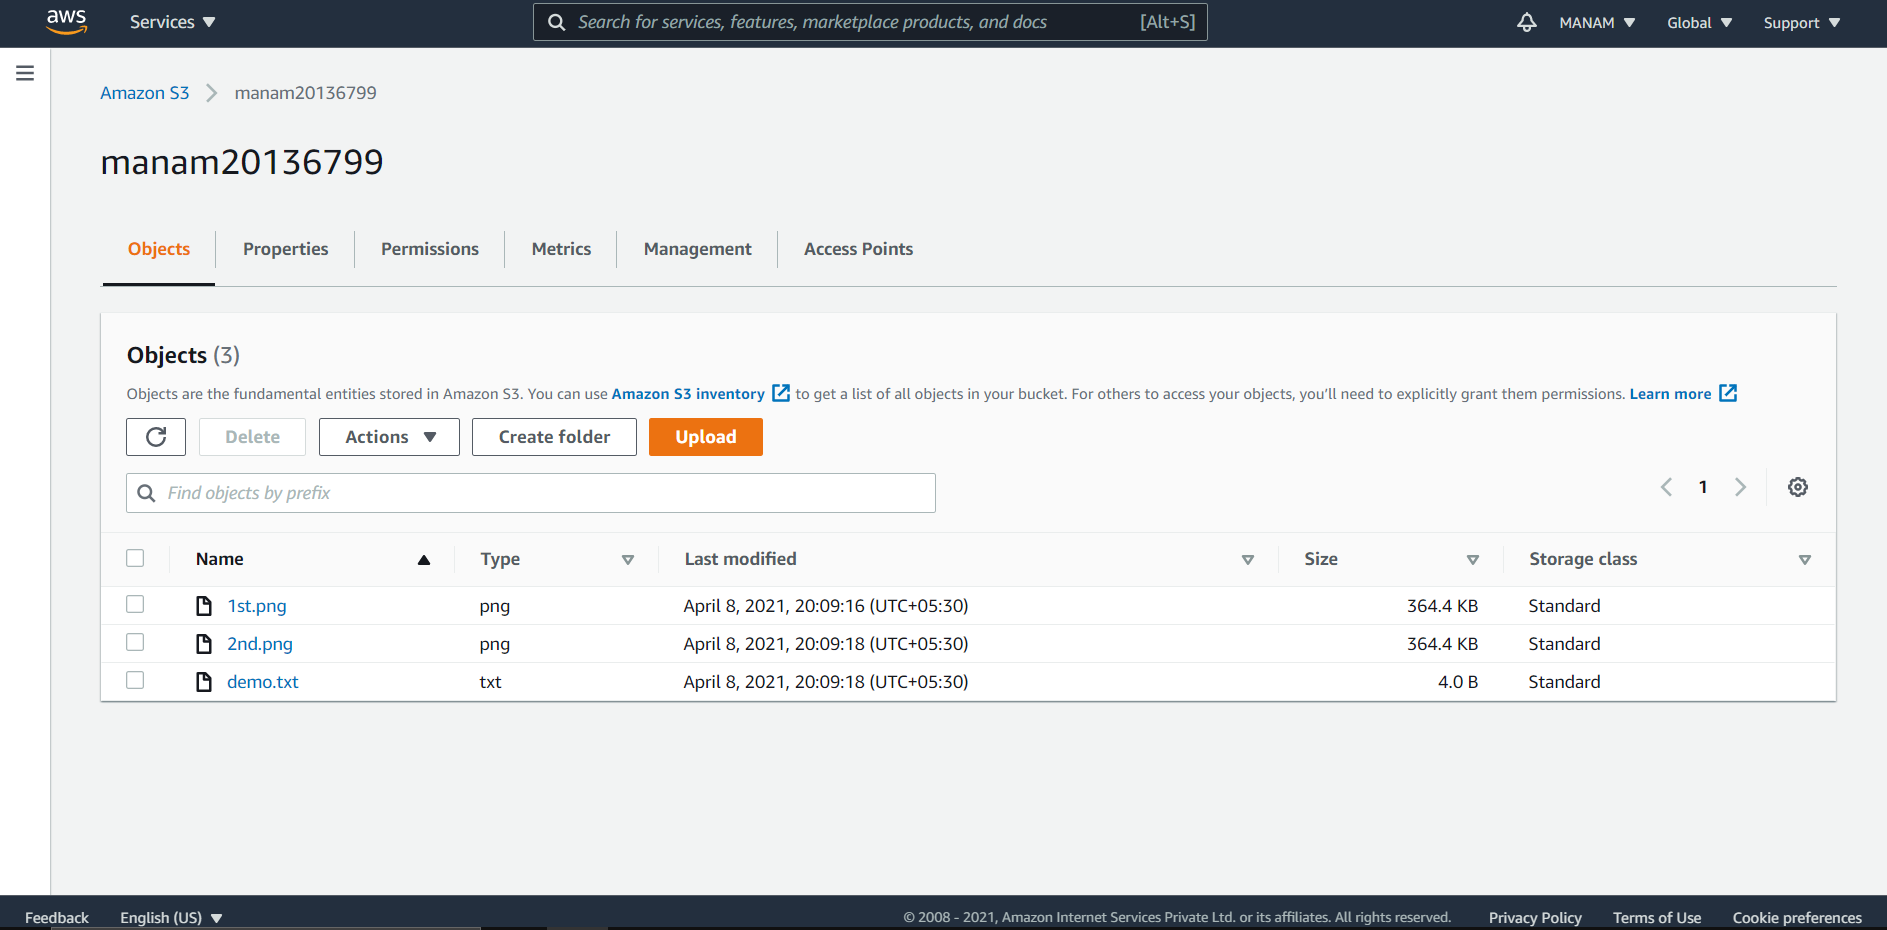 aws Services Search for services, features, marketplace products, and docs [Alt+S] MANAM Global Support
Amazon S3 manam20136799
manam20136799
Objects Properties Permissions Metrics Management Access Points
Objects (3)
Objects are the fundamental entities stored in Amazon S3. You can use Amazon S3 inventory to get a list of all objects in your bucket. For others to access your objects, you'll need to explicitly grant them permissions. Learn more
Delete Actions Create folder Upload
Find objects by prefix 1
Name Type Last modified Size Storage class
1st.png png April 8, 2021, 20:09:16 (UTC+05:30) 364.4 KB Standard
2nd.png png April 8, 2021, 20:09:18 (UTC+05:30) 364.4 KB Standard
demo.txt txt April 8, 2021, 20:09:18 (UTC+05:30) 4.0 B Standard
Feedback English (US) © 2008 - 2021, Amazon Internet Services Private Ltd. or its affiliates. All rights reserved. Privacy Policy Terms of Use Cookie preferences